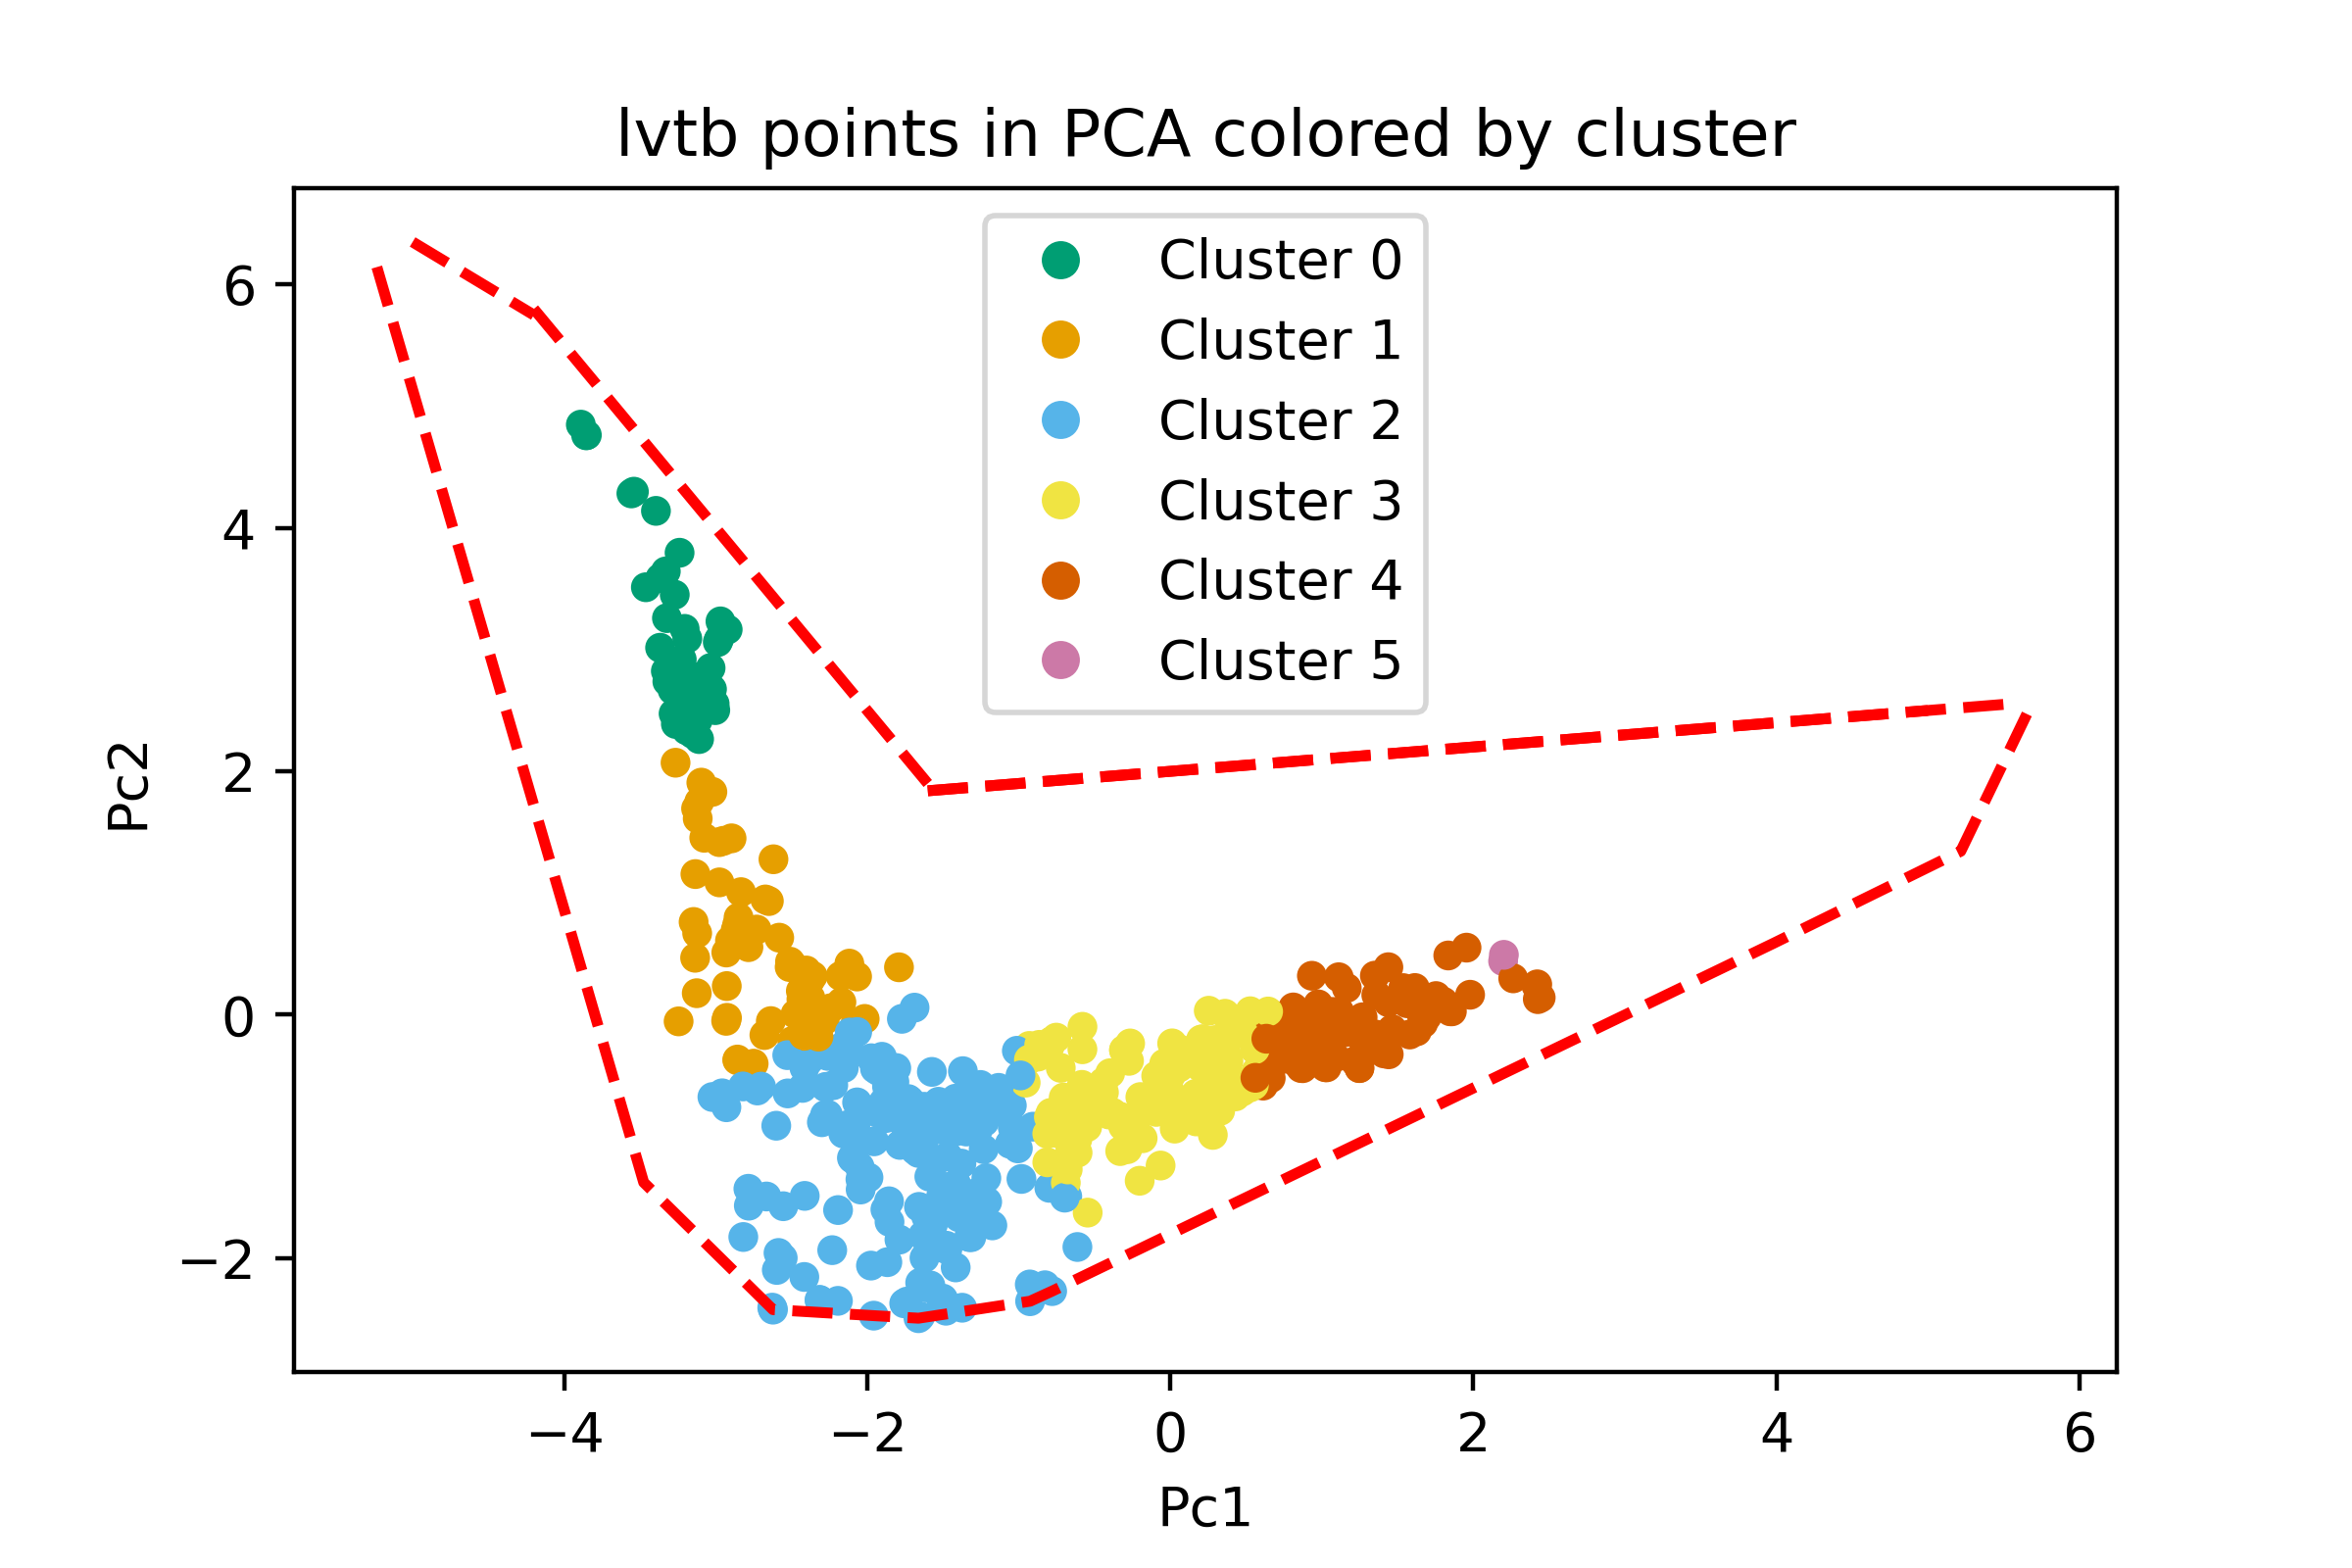 lvtb points in PCA colored by cluster
Cluster 0
Cluster 1
Cluster 2
Cluster 3
Cluster 4
Cluster 5
Pc2
6
4
2
0
−2
−4
−2
0
2
4
6
Pc1